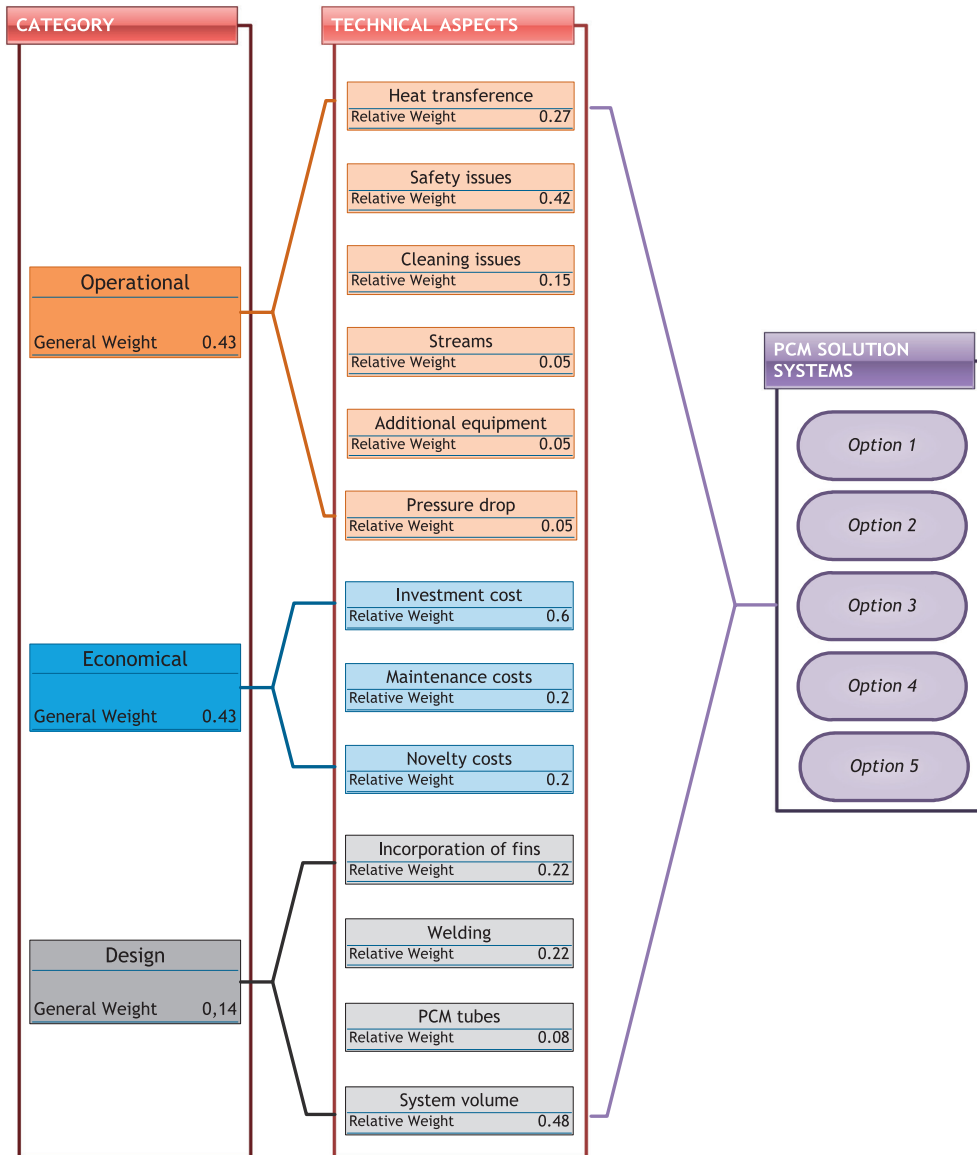 CATEGORY
TECHNICAL ASPECTS
Heat transference
Relative Weight 0.27
Safety issues
Relative Weight 0.42
Cleaning issues
Relative Weight 0.15
Operational
General Weight 0.43
Streams
Relative Weight 0.05
Additional equipment
Relative Weight 0.05
Pressure drop
Relative Weight 0.05
Investment cost
Relative Weight 0.6
Economical
General Weight 0.43
Maintenance costs
Relative Weight 0.2
Novelty costs
Relative Weight 0.2
Incorporation of fins
Relative Weight 0.22
Welding
Relative Weight 0.22
Design
General Weight 0,14
PCM tubes
Relative Weight 0.08
System volume
Relative Weight 0.48
PCM SOLUTION
SYSTEMS
Option 1
Option 2
Option 3
Option 4
Option 5